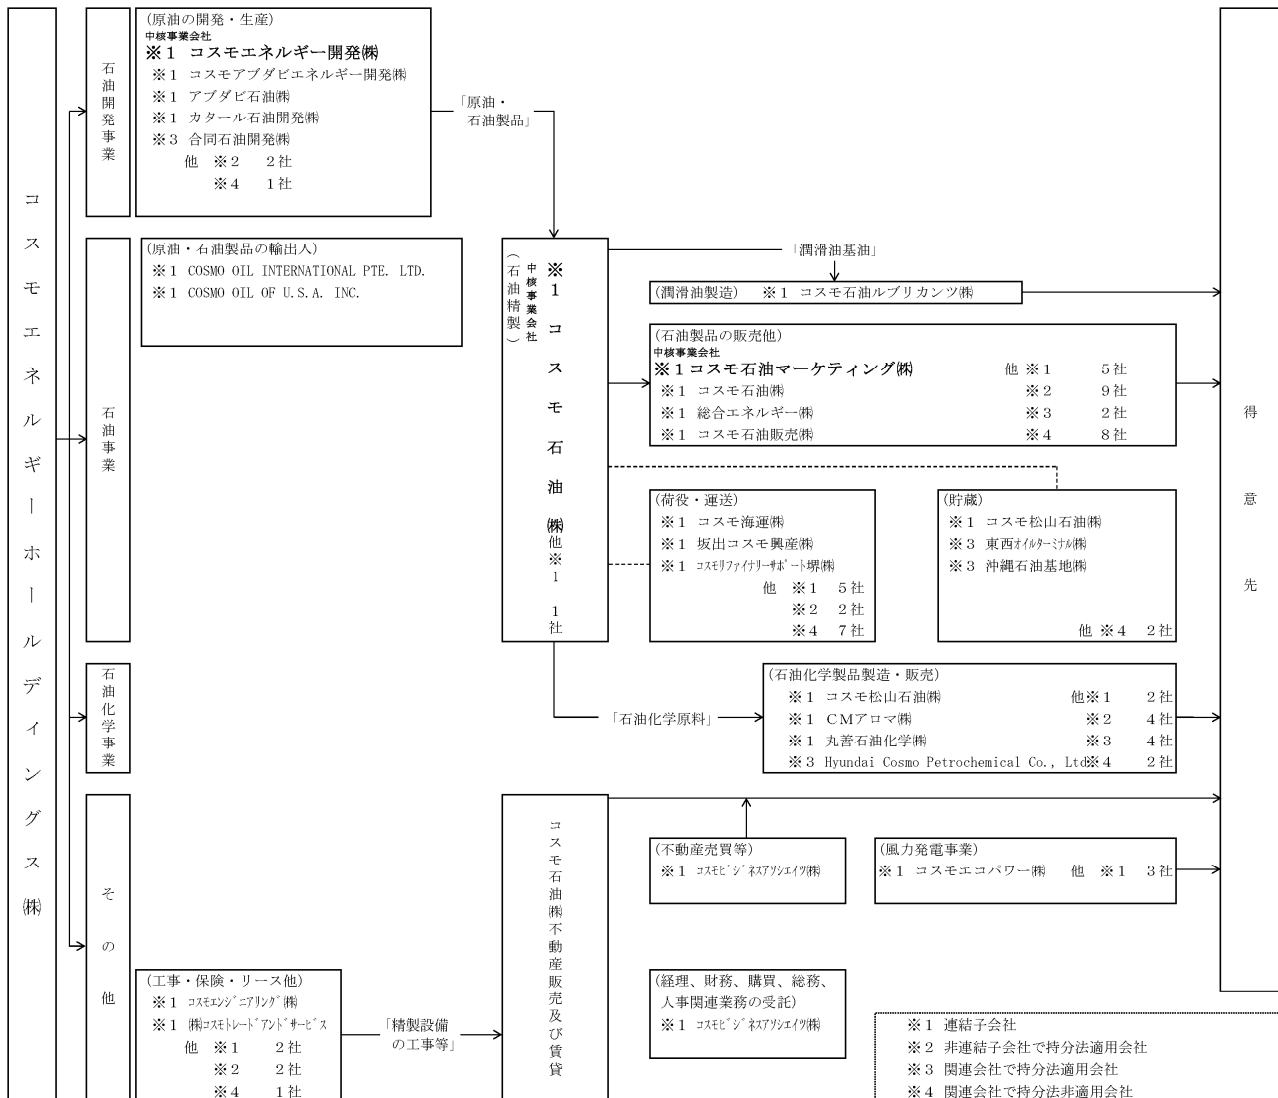 コスモエネルギーホールディングス㈱
石油開発事業
(原油の開発・生産)
中核事業会社
※１ コスモエネルギー開発㈱
※１ コスモアブダビエネルギー開発㈱
※１ アブダビ石油㈱
※１ カタール石油開発㈱
※３ 合同石油開発㈱
他 ※２ ２社
※４ １社
「原油・
石油製品」
石油事業
(原油・石油製品の輸出入)
※１ COSMO OIL INTERNATIONAL PTE. LTD.
※１ COSMO OIL OF U.S.A. INC.
※１ コスモ石油㈱ 他※１ １社
中核事業会社
(石油精製)
「潤滑油基油」
(潤滑油製造) ※１ コスモ石油ルブリカンツ㈱
(石油製品の販売他)
中核事業会社
※１コスモ石油マーケティング㈱ 他 ※１ ５社
※１ コスモ石油㈱ ※２ ９社
※１ 総合エネルギー㈱ ※３ ２社
※１ コスモ石油販売㈱ ※４ ８社
(荷役・運送)
※１ コスモ海運㈱
※１ 坂出コスモ興産㈱
※１ ｺｽﾓﾘﾌｧｲﾅﾘｰｻﾎﾟｰﾄ堺㈱
他 ※１ ５社
※２ ２社
※４ ７社
(貯蔵)
※１ コスモ松山石油㈱
※３ 東西ｵｲﾙﾀｰﾐﾅﾙ㈱
※３ 沖縄石油基地㈱
他 ※４ ２社
石油化学事業
「石油化学原料」
(石油化学製品製造・販売)
※１ コスモ松山石油㈱ 他※１ ２社
※１ ＣＭアロマ㈱ ※２ ４社
※１ 丸善石油化学㈱ ※３ ４社
※３ Hyundai Cosmo Petrochemical Co., Ltd※４ ２社
その他
コスモ石油㈱不動産販売及び賃貸
(不動産売買等)
※１ ｺｽﾓﾋﾞｼﾞﾈｽｱｿｼｴｲﾂ㈱
(風力発電事業)
※１ コスモエコパワー㈱ 他 ※１ ３社
(工事・保険・リース他)
※１ ｺｽﾓｴﾝｼﾞﾆｱﾘﾝｸﾞ㈱
※１ ㈱ｺｽﾓﾄﾚｰﾄﾞｱﾝﾄﾞｻｰﾋﾞｽ
他 ※１ ２社
※２ ２社
※４ １社
「精製設備
の工事等」
(経理、財務、購買、総務、
人事関連業務の受託)
※１ ｺｽﾓﾋﾞｼﾞﾈｽｱｿｼｴｲﾂ㈱
得意先
※１ 連結子会社
※２ 非連結子会社で持分法適用会社
※３ 関連会社で持分法適用会社
※４ 関連会社で持分法非適用会社